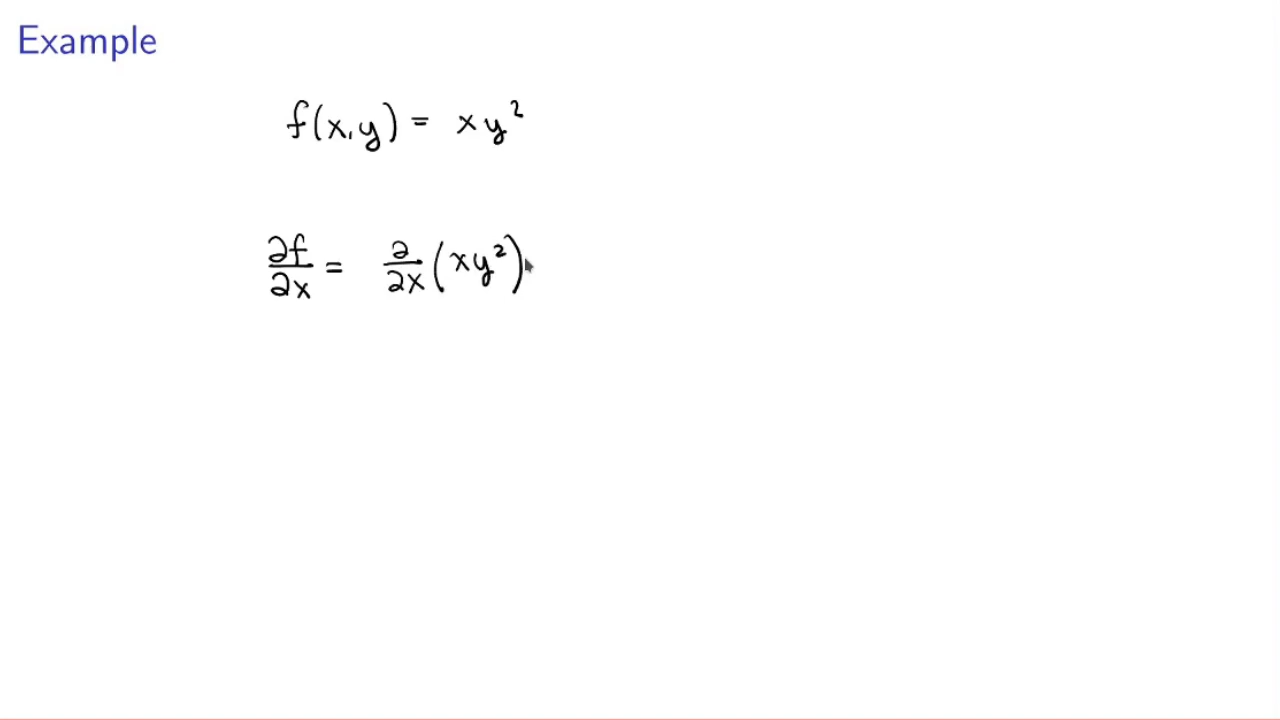 Example
f(x,y) = xy²
∂f/∂x = ∂/∂x (xy²)